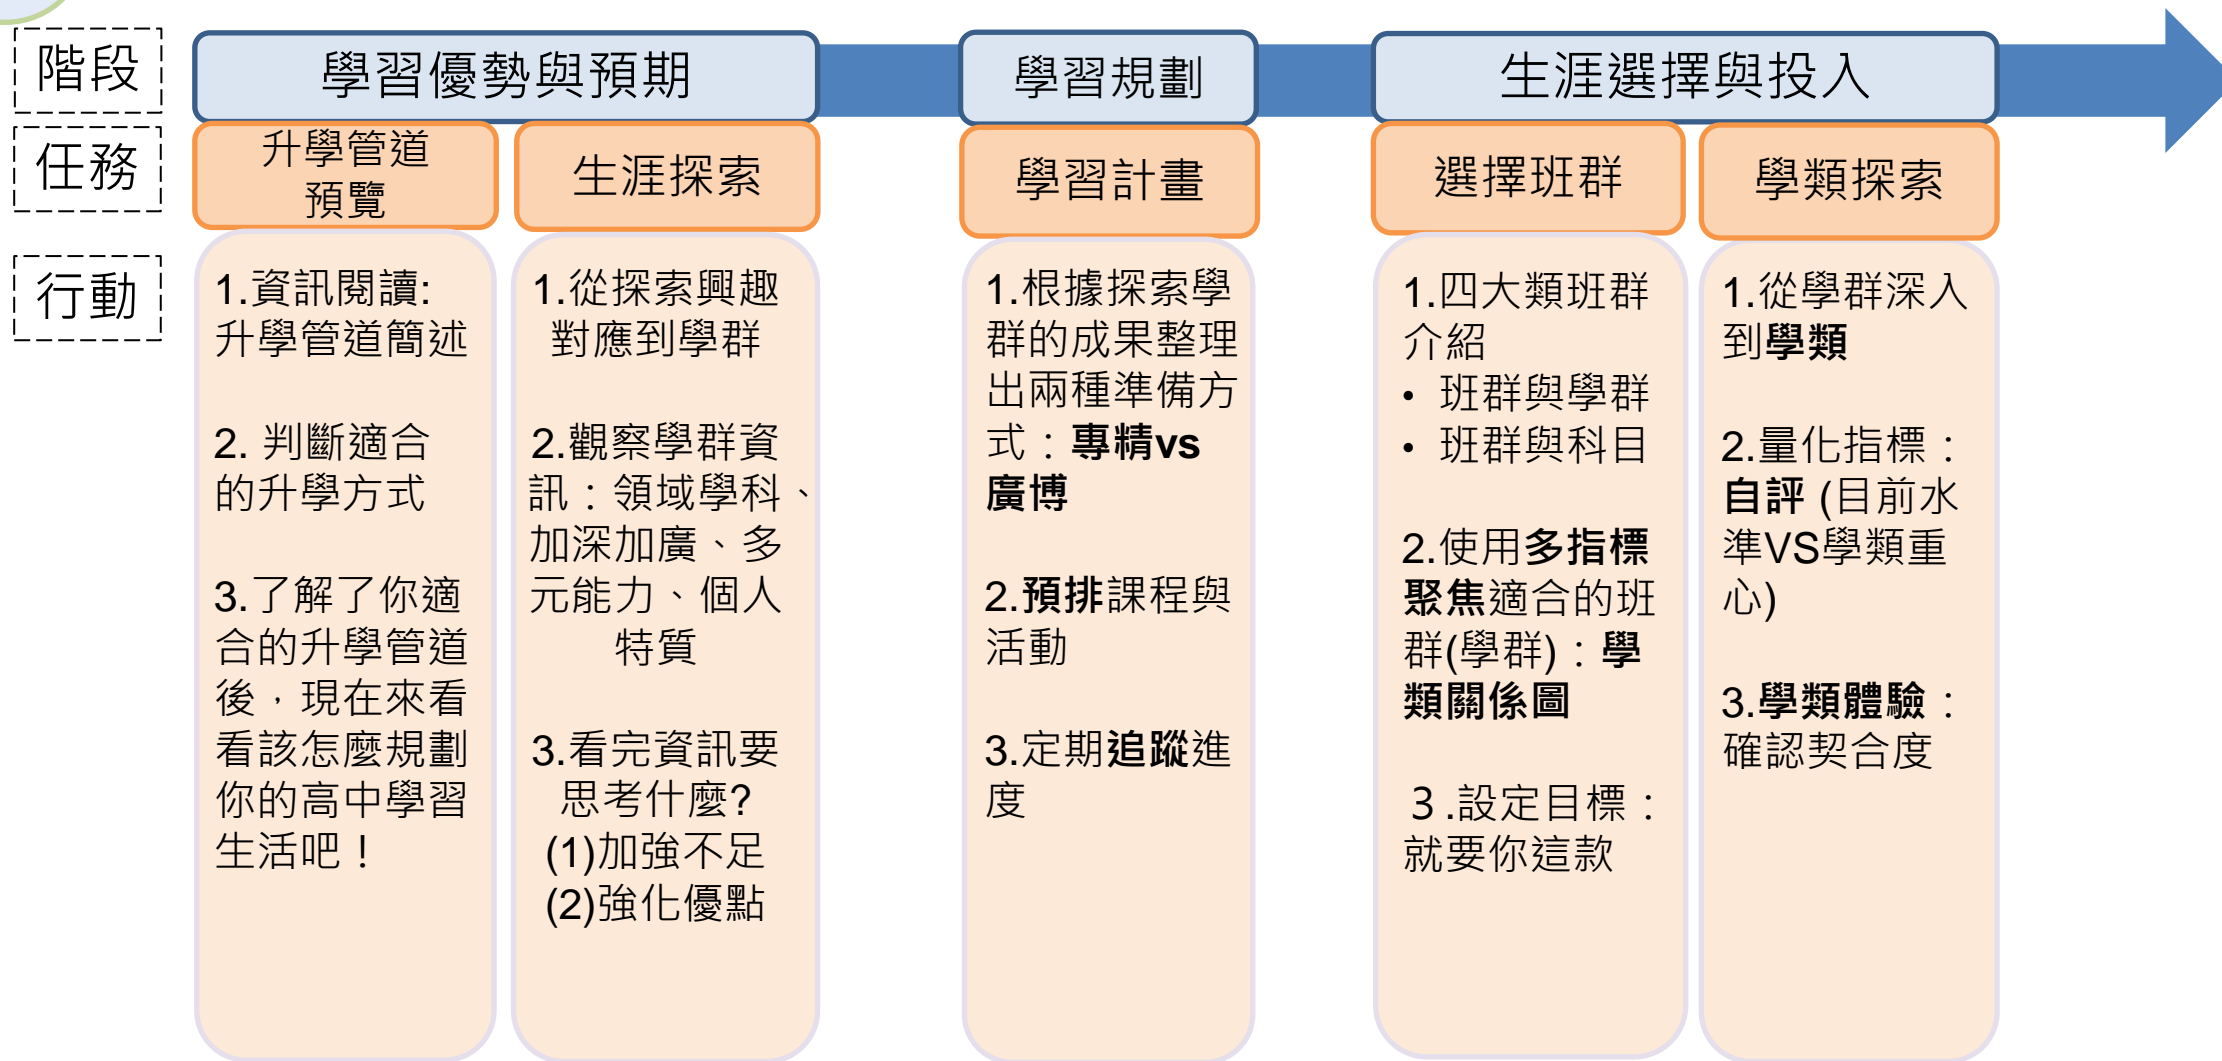 階段
學習優勢與預期
學習規劃
生涯選擇與投入
任務
升學管道
預覽
生涯探索
學習計畫
選擇班群
學類探索
行動
1.資訊閱讀:
升學管道簡述
2. 判斷適合
的升學方式
3.了解了你適
合的升學管道
後，現在來看
看該怎麼規劃
你的高中學習
生活吧！
1.從探索興趣
對應到學群
2.觀察學群資
訊：領域學科、
加深加廣、多
元能力、個人
特質
3.看完資訊要
思考什麼?
(1)加強不足
(2)強化優點
1.根據探索學
群的成果整理
出兩種準備方
式：專精vs
廣博
2.預排課程與
活動
3.定期追蹤進
度
1.四大類班群
介紹
• 班群與學群
• 班群與科目
2.使用多指標
聚焦適合的班
群(學群)：學
類關係圖
３.設定目標：
就要你這款
1.從學群深入
到學類
2.量化指標：
自評 (目前水
準VS學類重
心)
3.學類體驗：
確認契合度